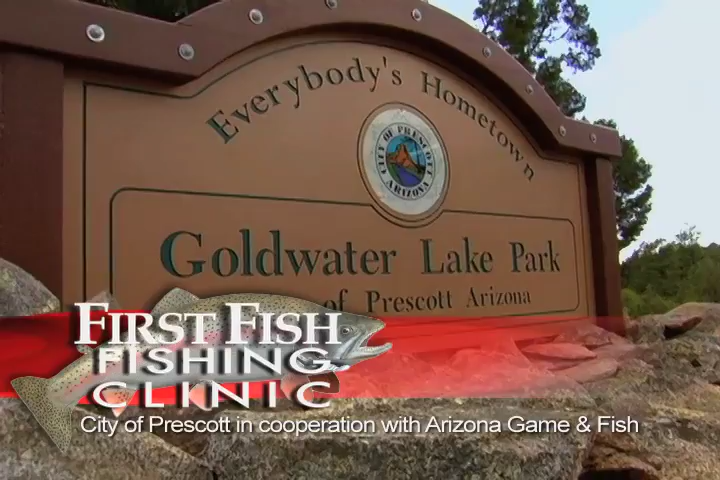 Everybody's Hometown
CITY OF PRESCOTT
ARIZONA
Goldwater Lake Park
of Prescott Arizona
FIRST FISH
FISHING
CLINIC
City of Prescott in cooperation with Arizona Game & Fish